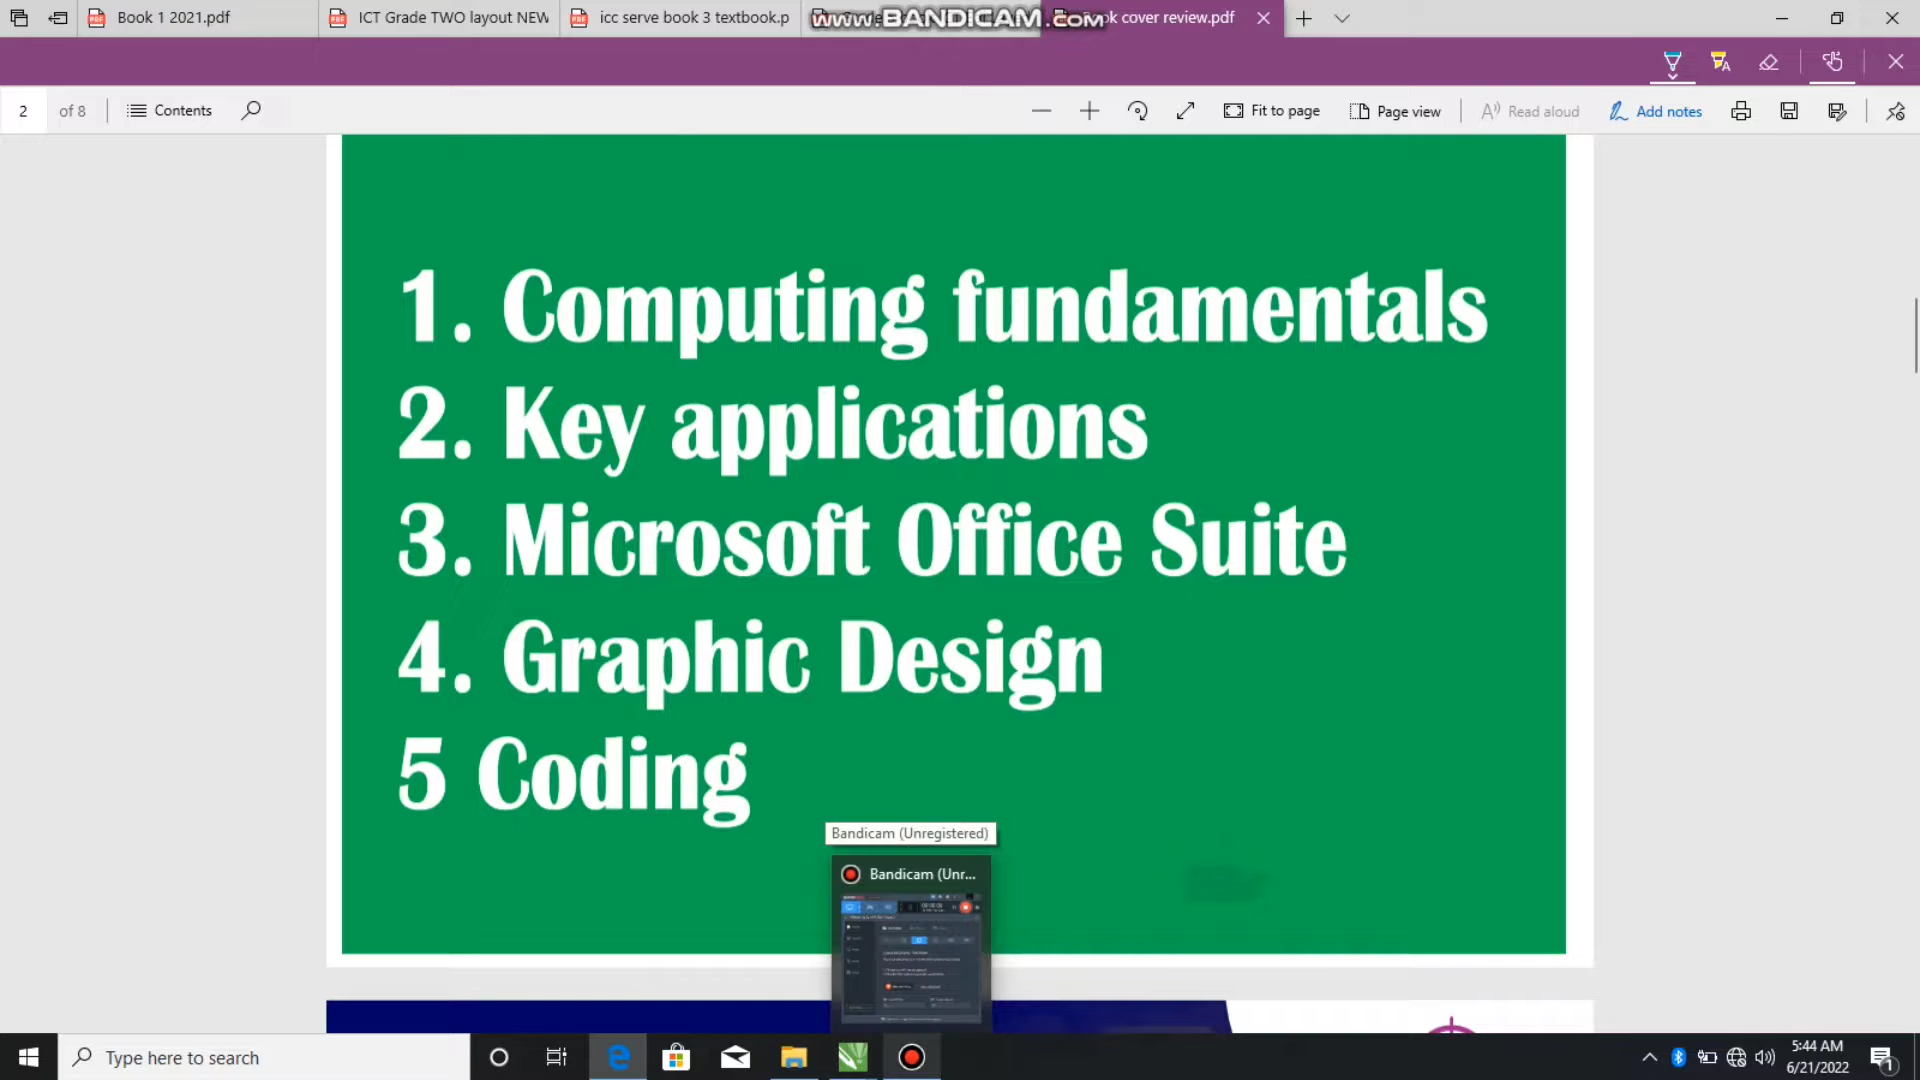 Book 1 2021.pdf
ICT Grade TWO layout NEW
icc serve book 3 textbook.p
www.BANDICAM.com
ok cover review.pdf
2 of 8
Contents
Fit to page
Page view
Read aloud
Add notes
1. Computing fundamentals
2. Key applications
3. Microsoft Office Suite
4. Graphic Design
5 Coding
Bandicam (Unregistered)
Bandicam (Unr...
Type here to search
5:44 AM
6/21/2022
1